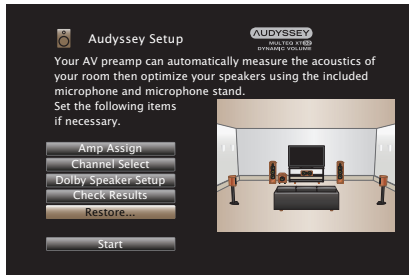 Audyssey Setup
AUDYSSEY
MULTEQ XT32
DYNAMIC VOLUME
Your AV preamp can automatically measure the acoustics of
your room then optimize your speakers using the included
microphone and microphone stand.
Set the following items
if necessary.
Amp Assign
Channel Select
Dolby Speaker Setup
Check Results
Restore...
Start